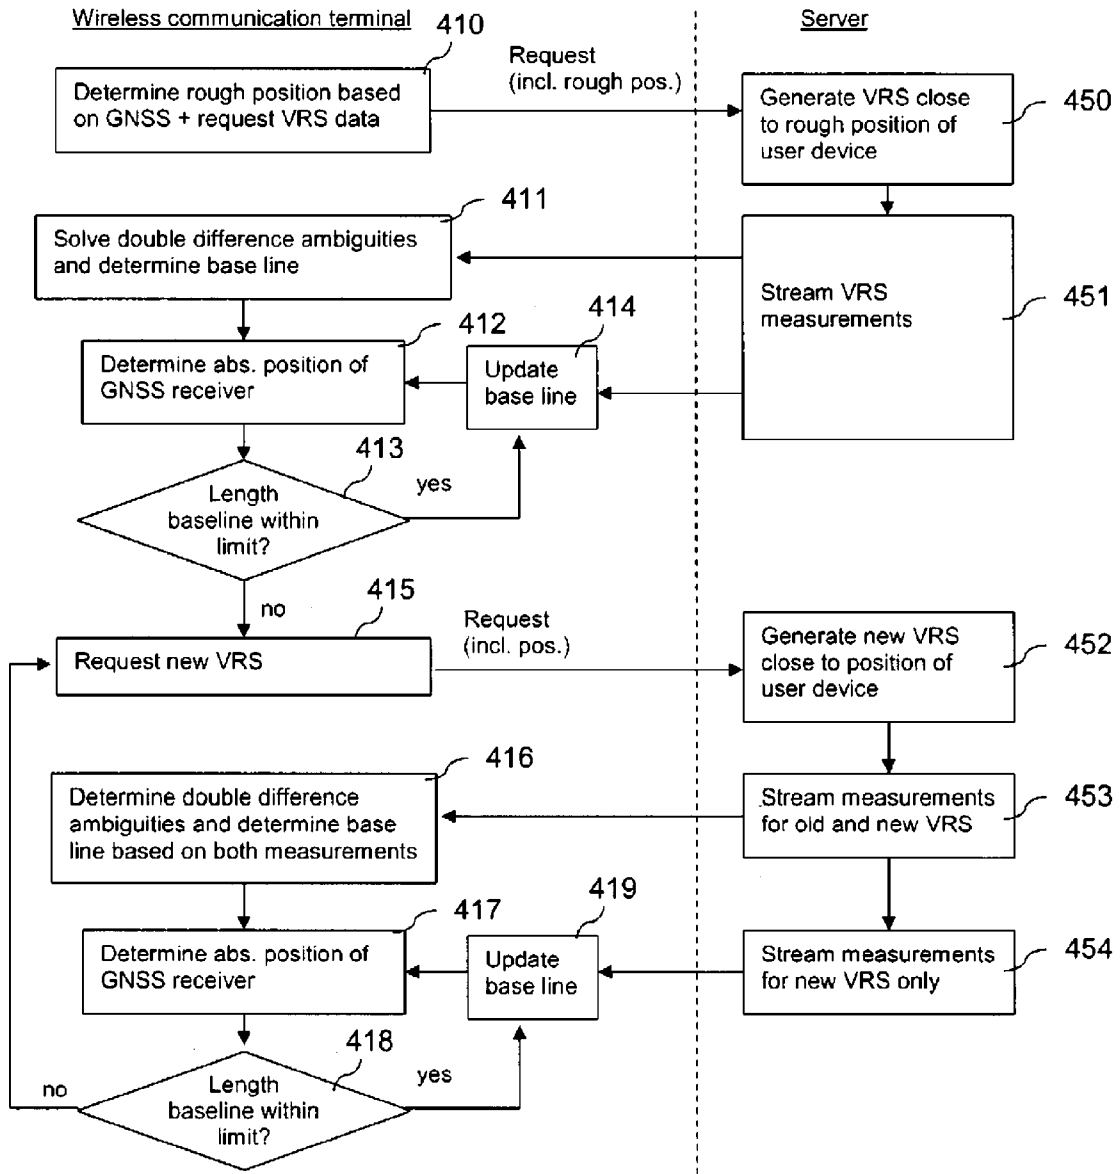 Wireless communication terminal
Server
410
Request
(incl. rough pos.)
Determine rough position based
on GNSS + request VRS data
Generate VRS close
to rough position of
user device
450
411
Solve double difference ambiguities
and determine base line
Stream VRS
measurements
451
412
414
Determine abs. position of
GNSS receiver
Update
base line
413
Length
baseline within
limit?
yes
no
415
Request
(incl. pos.)
Request new VRS
Generate new VRS
close to position of
user device
452
416
Determine double difference
ambiguities and determine base
line based on both measurements
Stream measurements
for old and new VRS
453
417
419
Determine abs. position of
GNSS receiver
Update
base line
Stream measurements
for new VRS only
454
418
no
Length
baseline within
limit?
yes